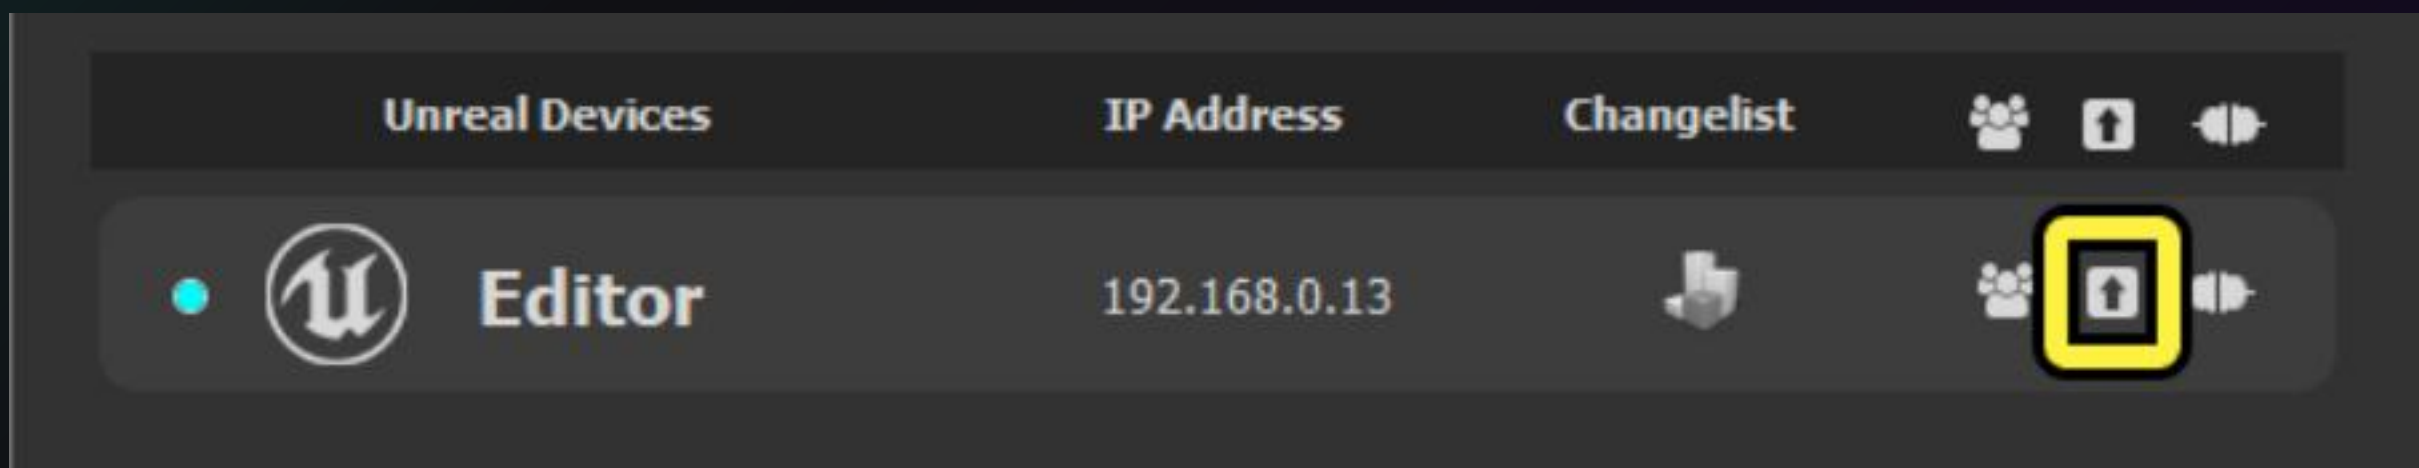 Unreal Devices IP Address Changelist
Editor 192.168.0.13